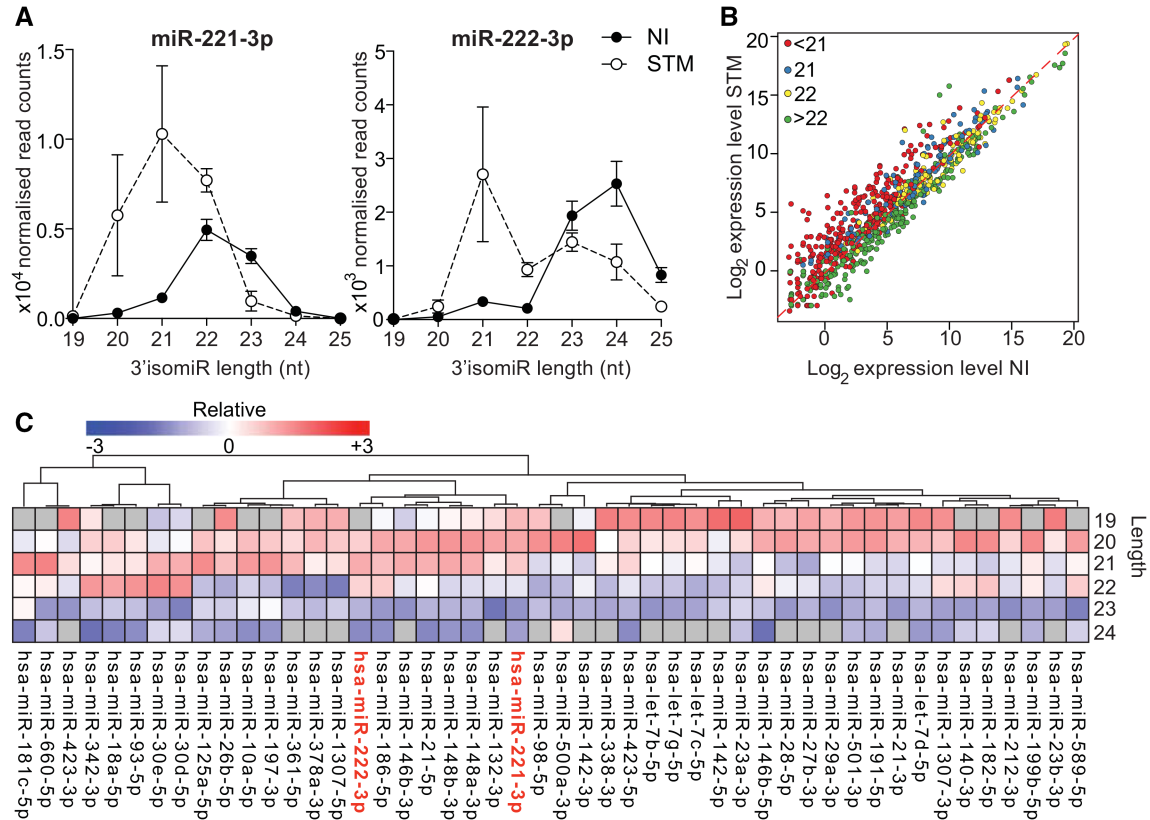 A
miR-221-3p
miR-222-3p
NI
STM
x10⁴ normalised read counts
1.5
1.0
0.5
0.0
19 20 21 22 23 24 25
3'isomiR length (nt)
x10³ normalised read counts
5
4
3
2
1
0
19 20 21 22 23 24 25
3'isomiR length (nt)
B
<21
21
22
>22
Log₂ expression level STM
20
15
10
5
0
0 5 10 15 20
Log₂ expression level NI
C
Relative
-3 0 +3
19
20
21
22
23
24
Length
hsa-miR-181c-5p
hsa-miR-660-5p
hsa-miR-423-3p
hsa-miR-342-3p
hsa-miR-18a-5p
hsa-miR-93-5p
hsa-miR-30e-5p
hsa-miR-30d-5p
hsa-miR-125a-5p
hsa-miR-26b-5p
hsa-miR-10a-5p
hsa-miR-197-3p
hsa-miR-361-5p
hsa-miR-378a-3p
hsa-miR-1307-5p
hsa-miR-222-3p
hsa-miR-186-5p
hsa-miR-146b-3p
hsa-miR-21-5p
hsa-miR-148b-3p
hsa-miR-148a-3p
hsa-miR-132-3p
hsa-miR-221-3p
hsa-miR-98-5p
hsa-miR-500a-3p
hsa-miR-142-3p
hsa-miR-338-3p
hsa-miR-423-5p
hsa-let-7b-5p
hsa-let-7g-5p
hsa-let-7c-5p
hsa-miR-142-5p
hsa-miR-23a-3p
hsa-miR-146b-5p
hsa-miR-28-5p
hsa-miR-27b-3p
hsa-miR-29a-3p
hsa-miR-501-3p
hsa-miR-191-5p
hsa-miR-21-3p
hsa-let-7d-5p
hsa-miR-1307-3p
hsa-miR-140-3p
hsa-miR-182-5p
hsa-miR-212-3p
hsa-miR-199b-5p
hsa-miR-23b-3p
hsa-miR-589-5p